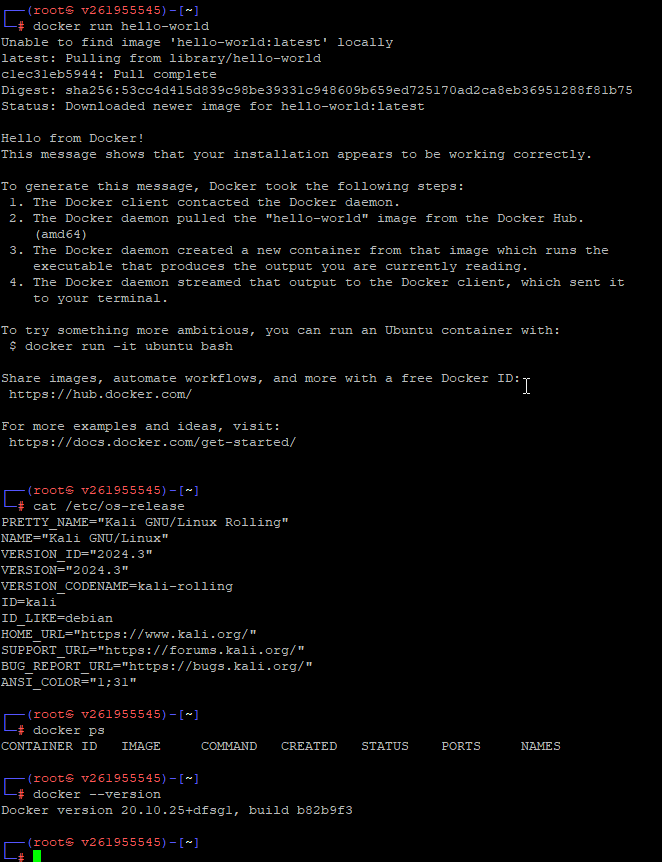 ┌──(root㉿ v261955545)-[~]
└─# docker run hello-world
Unable to find image 'hello-world:latest' locally
latest: Pulling from library/hello-world
c1ec31eb5944: Pull complete
Digest: sha256:53cc4d415d839c98be39331c948609b659ed725170ad2ca8eb36951288f81b75
Status: Downloaded newer image for hello-world:latest

Hello from Docker!
This message shows that your installation appears to be working correctly.

To generate this message, Docker took the following steps:
 1. The Docker client contacted the Docker daemon.
 2. The Docker daemon pulled the "hello-world" image from the Docker Hub.
    (amd64)
 3. The Docker daemon created a new container from that image which runs the
    executable that produces the output you are currently reading.
 4. The Docker daemon streamed that output to the Docker client, which sent it
    to your terminal.

To try something more ambitious, you can run an Ubuntu container with:
 $ docker run -it ubuntu bash

Share images, automate workflows, and more with a free Docker ID:
 https://hub.docker.com/

For more examples and ideas, visit:
 https://docs.docker.com/get-started/

┌──(root㉿ v261955545)-[~]
└─# cat /etc/os-release
PRETTY_NAME="Kali GNU/Linux Rolling"
NAME="Kali GNU/Linux"
VERSION_ID="2024.3"
VERSION="2024.3"
VERSION_CODENAME=kali-rolling
ID=kali
ID_LIKE=debian
HOME_URL="https://www.kali.org/"
SUPPORT_URL="https://forums.kali.org/"
BUG_REPORT_URL="https://bugs.kali.org/"
ANSI_COLOR="1;31"

┌──(root㉿ v261955545)-[~]
└─# docker ps
CONTAINER ID   IMAGE     COMMAND   CREATED   STATUS    PORTS     NAMES

┌──(root㉿ v261955545)-[~]
└─# docker --version
Docker version 20.10.25+dfsg1, build b82b9f3

┌──(root㉿ v261955545)-[~]
└─#